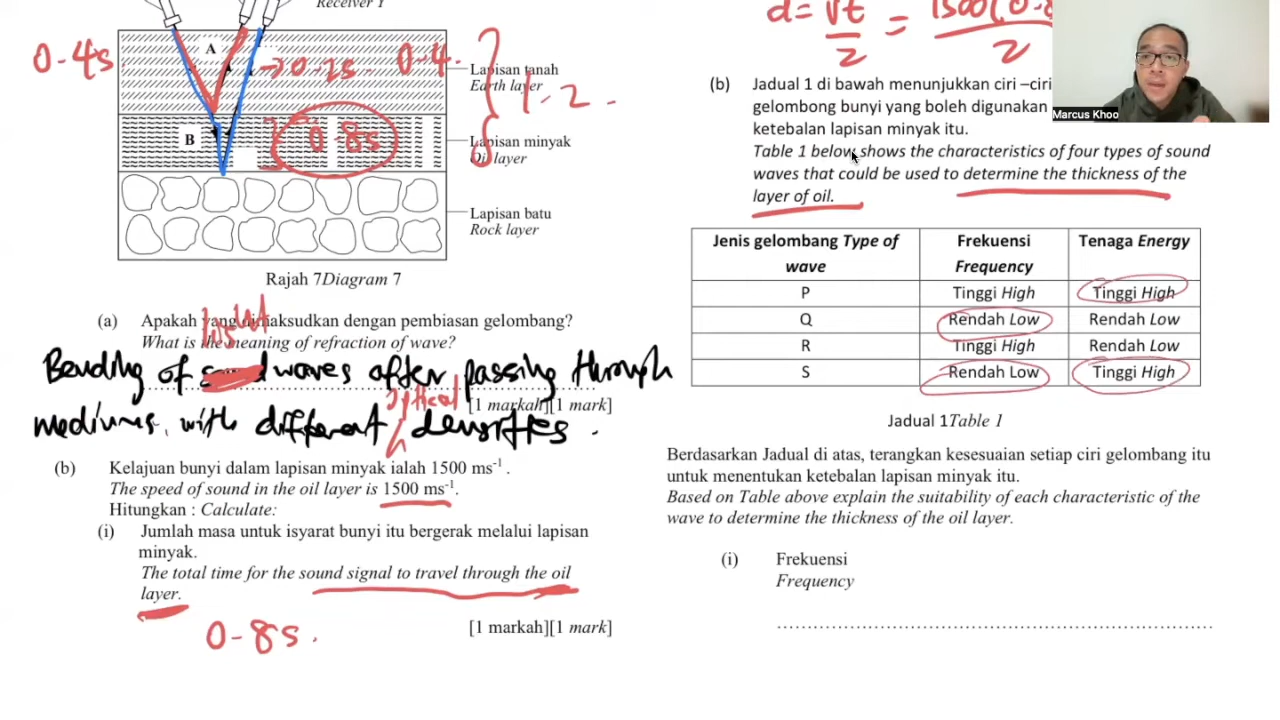 Receiver Y
0-4s
A
→0-2s.
0-4.
Lapisan tanah
Earth layer
1-2.
B
0-8s
Lapisan minyak
Oil layer
Lapisan batu
Rock layer
Rajah 7Diagram 7
(a) Apakah yang dimaksudkan dengan pembiasan gelombang?
What is the meaning of refraction of wave?
Bending of waves after passing through
[1 markah][1 mark]
optical
mediums, with different densities.
(b) Kelajuan bunyi dalam lapisan minyak ialah 1500 ms-1.
The speed of sound in the oil layer is 1500 ms-1.
Hitungkan : Calculate:
(i) Jumlah masa untuk isyarat bunyi itu bergerak melalui lapisan
minyak.
The total time for the sound signal to travel through the oil
layer.
0-8s.
[1 markah][1 mark]
d = vt/2 = 1500(0-8/2
Marcus Khoo
(b) Jadual 1 di bawah menunjukkan ciri –ciri
gelombang bunyi yang boleh digunakan
ketebalan lapisan minyak itu.
Table 1 below shows the characteristics of four types of sound
waves that could be used to determine the thickness of the
layer of oil.
Jenis gelombang Type of wave Frekuensi Frequency Tenaga Energy
P Tinggi High Tinggi High
Q Rendah Low Rendah Low
R Tinggi High Rendah Low
S Rendah Low Tinggi High
Jadual 1Table 1
Berdasarkan Jadual di atas, terangkan kesesuaian setiap ciri gelombang itu
untuk menentukan ketebalan lapisan minyak itu.
Based on Table above explain the suitability of each characteristic of the
wave to determine the thickness of the oil layer.
(i) Frekuensi
Frequency